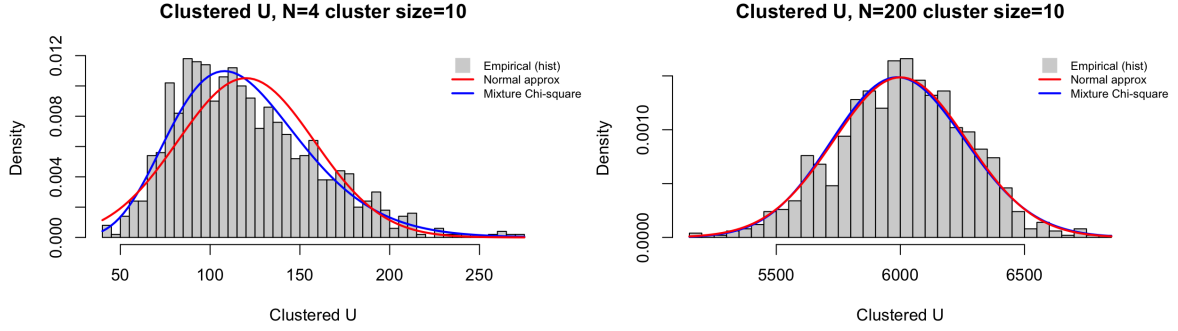 Clustered U, N=4 cluster size=10
Density
0.000
0.004
0.008
0.012
50
100
150
200
250
Clustered U
Empirical (hist)
Normal approx
Mixture Chi-square
Clustered U, N=200 cluster size=10
Density
0.0000
0.0010
5500
6000
6500
Clustered U
Empirical (hist)
Normal approx
Mixture Chi-square